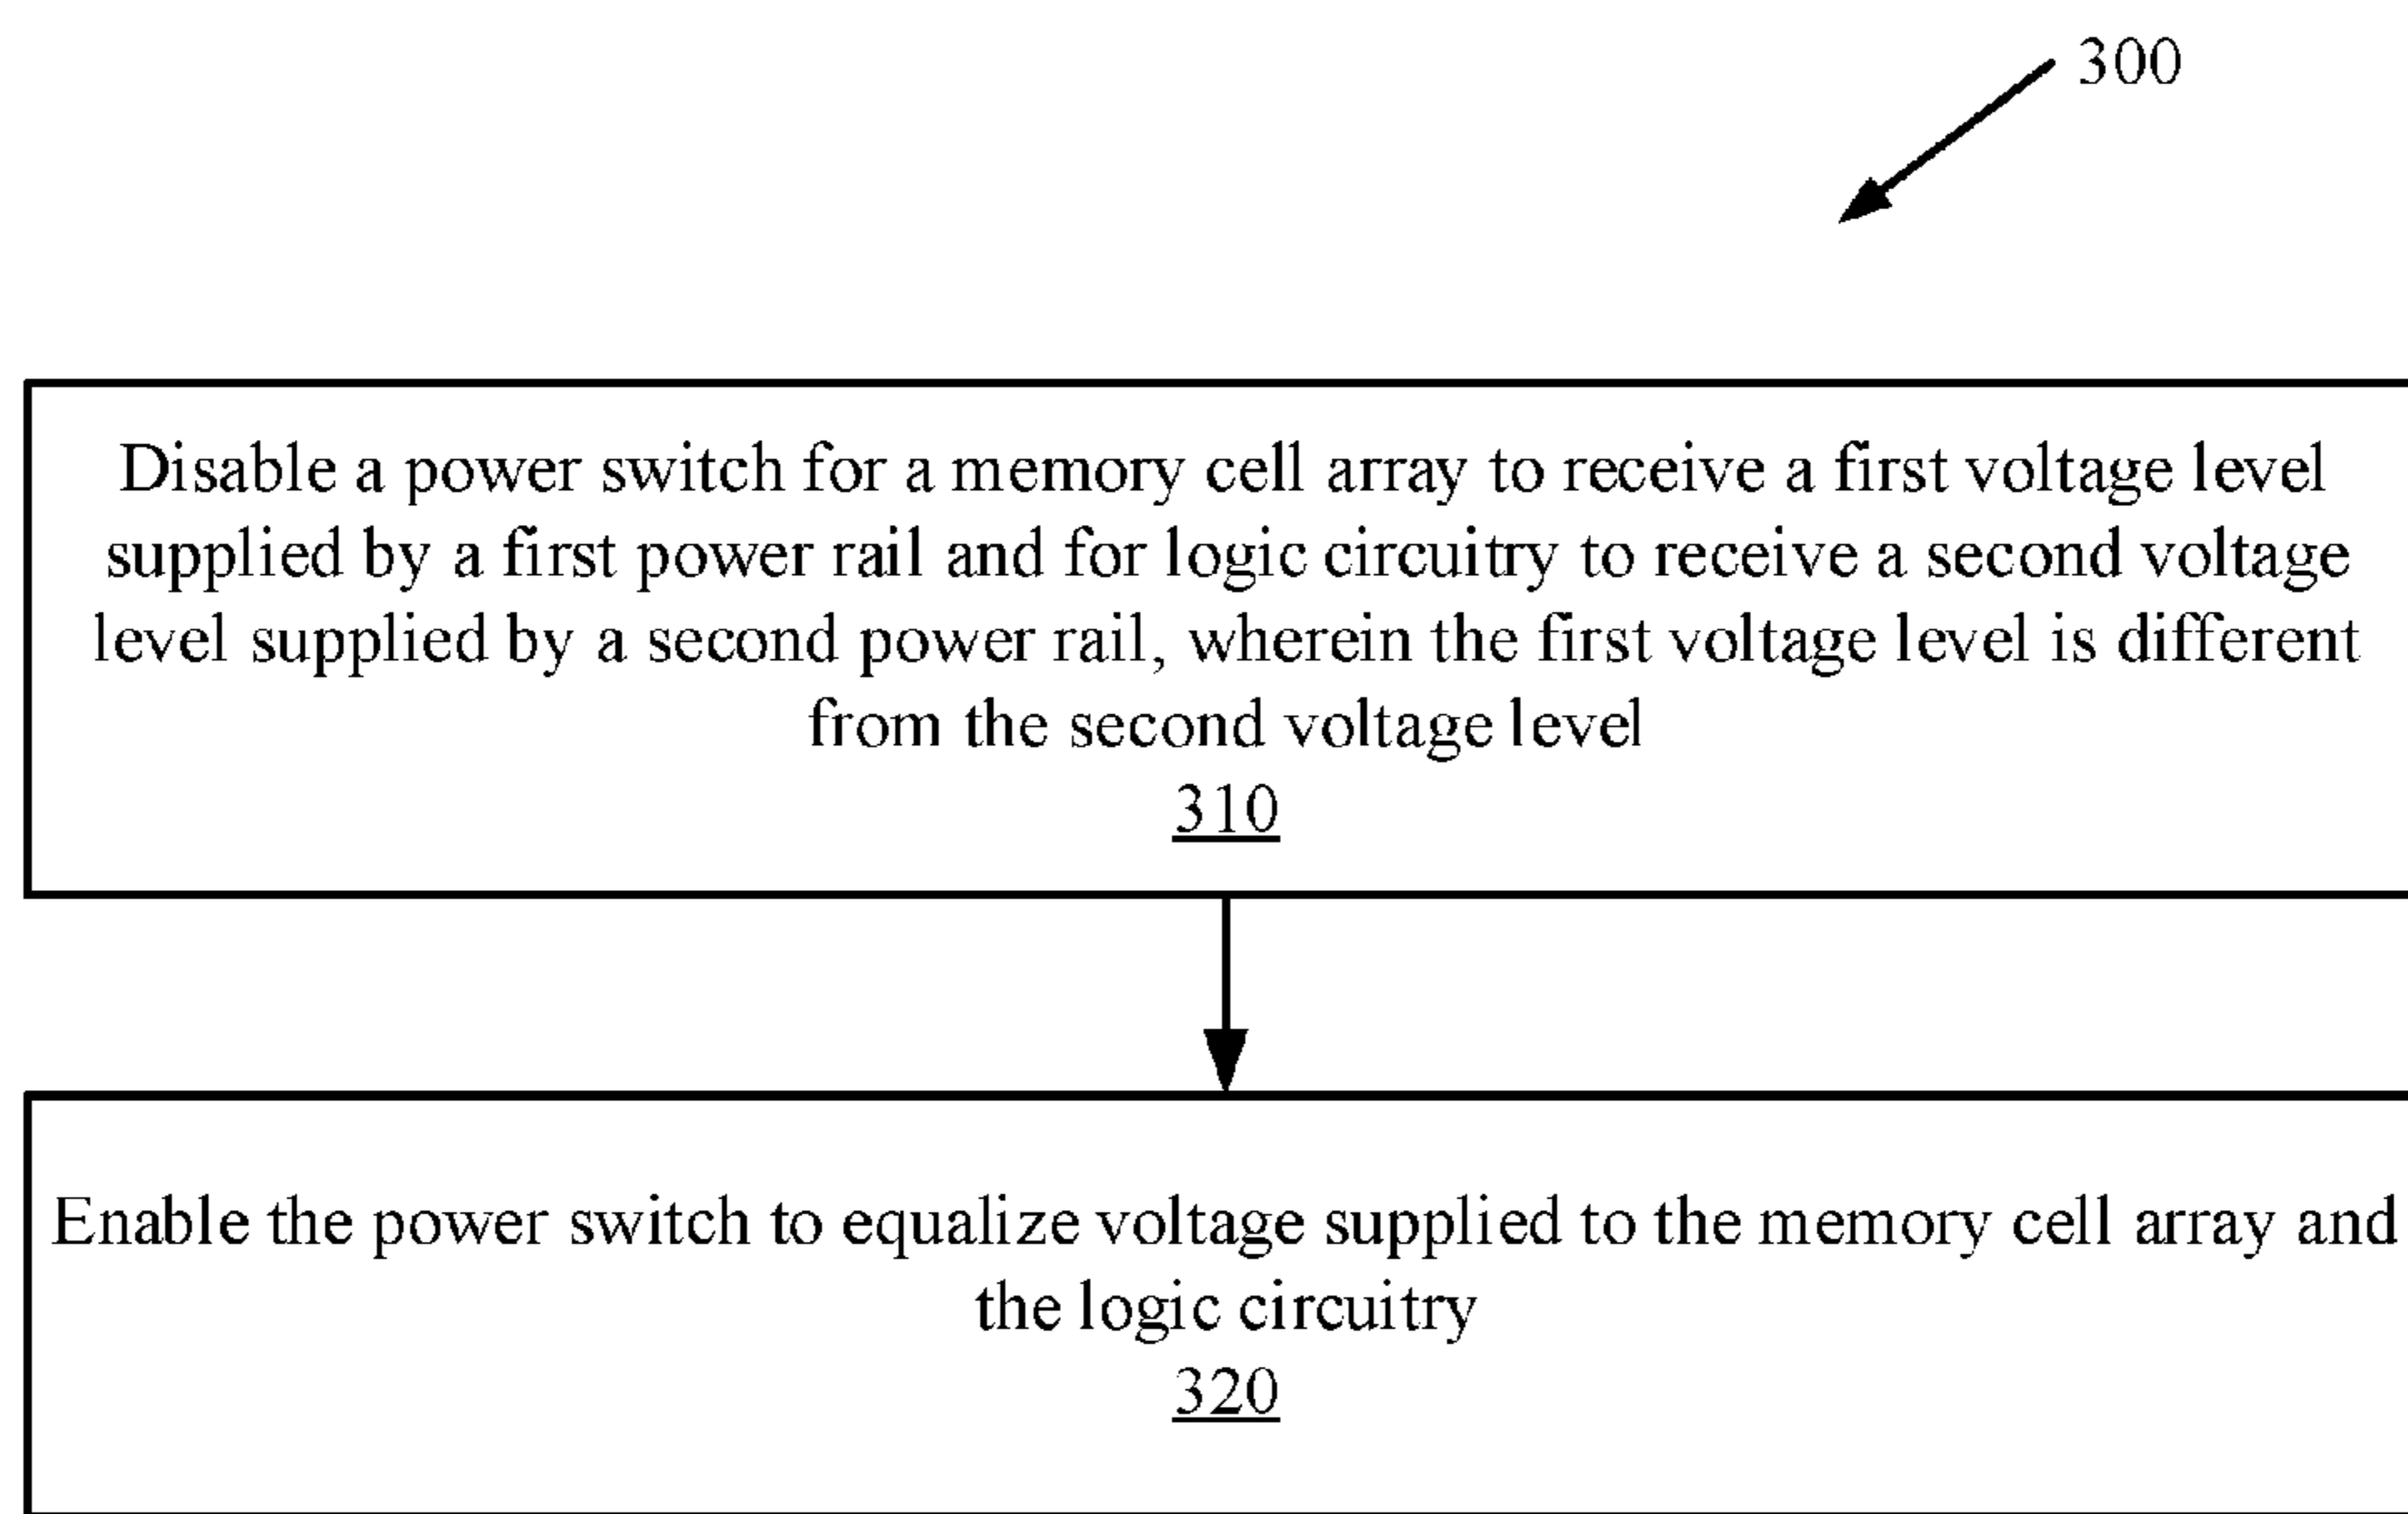 300
Disable a power switch for a memory cell array to receive a first voltage level
supplied by a first power rail and for logic circuitry to receive a second voltage
level supplied by a second power rail, wherein the first voltage level is different
from the second voltage level
310
Enable the power switch to equalize voltage supplied to the memory cell array and
the logic circuitry
320